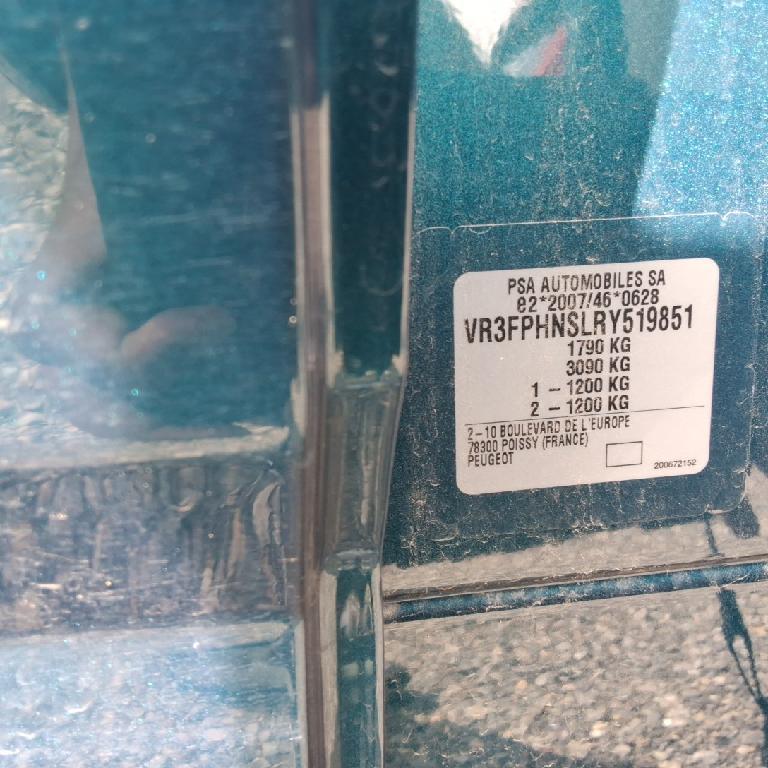 PSA AUTOMOBILES SA
e2*2007/46*0628
VR3FPHNSLRY519851
1790 KG
3090 KG
1 – 1200 KG
2 – 1200 KG
2–10 BOULEVARD DE L'EUROPE
78300 POISSY (FRANCE)
PEUGEOT
200672152